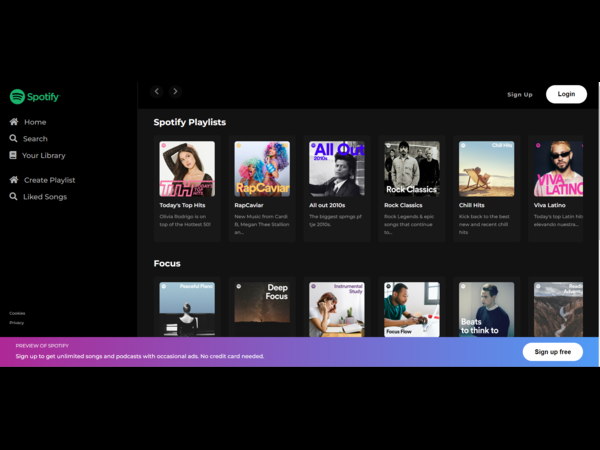 Spotify
Home
Search
Your Library
Create Playlist
Liked Songs
Cookies
Privacy
Sign Up
Login
Spotify Playlists
TODAY'S TOP
RapCaviar
All Out
2010s
Rock Classics
Chill Hits
VIVA
LATINO
Today's Top Hits
RapCaviar
All out 2010s
Rock Classics
Chill Hits
Viva Latino
Olivia Rodrigo is on
top of the Hottest 50!
New Music from Cardi
B, Megan Thee Stallion
an...
The biggest spmgs pf
tje 2010s.
Rock Legends & epic
songs that continue
to...
Kick back to the best
new and recent chill
hits
Today's top Latin hit
elevando nuestra...
Focus
Peaceful Piano
Deep
Focus
Instrumental
Study
Focus Flow
Beats
to think to
PREVIEW OF SPOTIFY
Sign up to get unlimited songs and podcasts with occasional ads. No credit card needed.
Sign up free